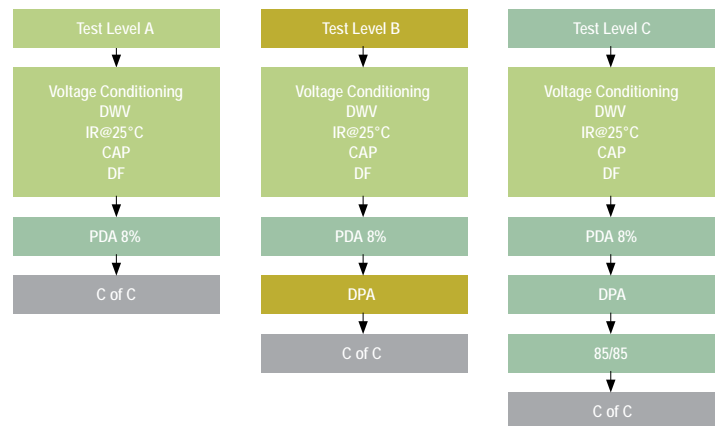 Test Level A
Voltage Conditioning
DWV
IR@25°C
CAP
DF
PDA 8%
C of C
Test Level B
Voltage Conditioning
DWV
IR@25°C
CAP
DF
PDA 8%
DPA
C of C
Test Level C
Voltage Conditioning
DWV
IR@25°C
CAP
DF
PDA 8%
DPA
85/85
C of C